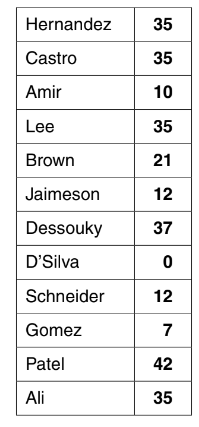 Hernandez 35
Castro 35
Amir 10
Lee 35
Brown 21
Jaimeson 12
Dessouky 37
D'Silva 0
Schneider 12
Gomez 7
Patel 42
Ali 35